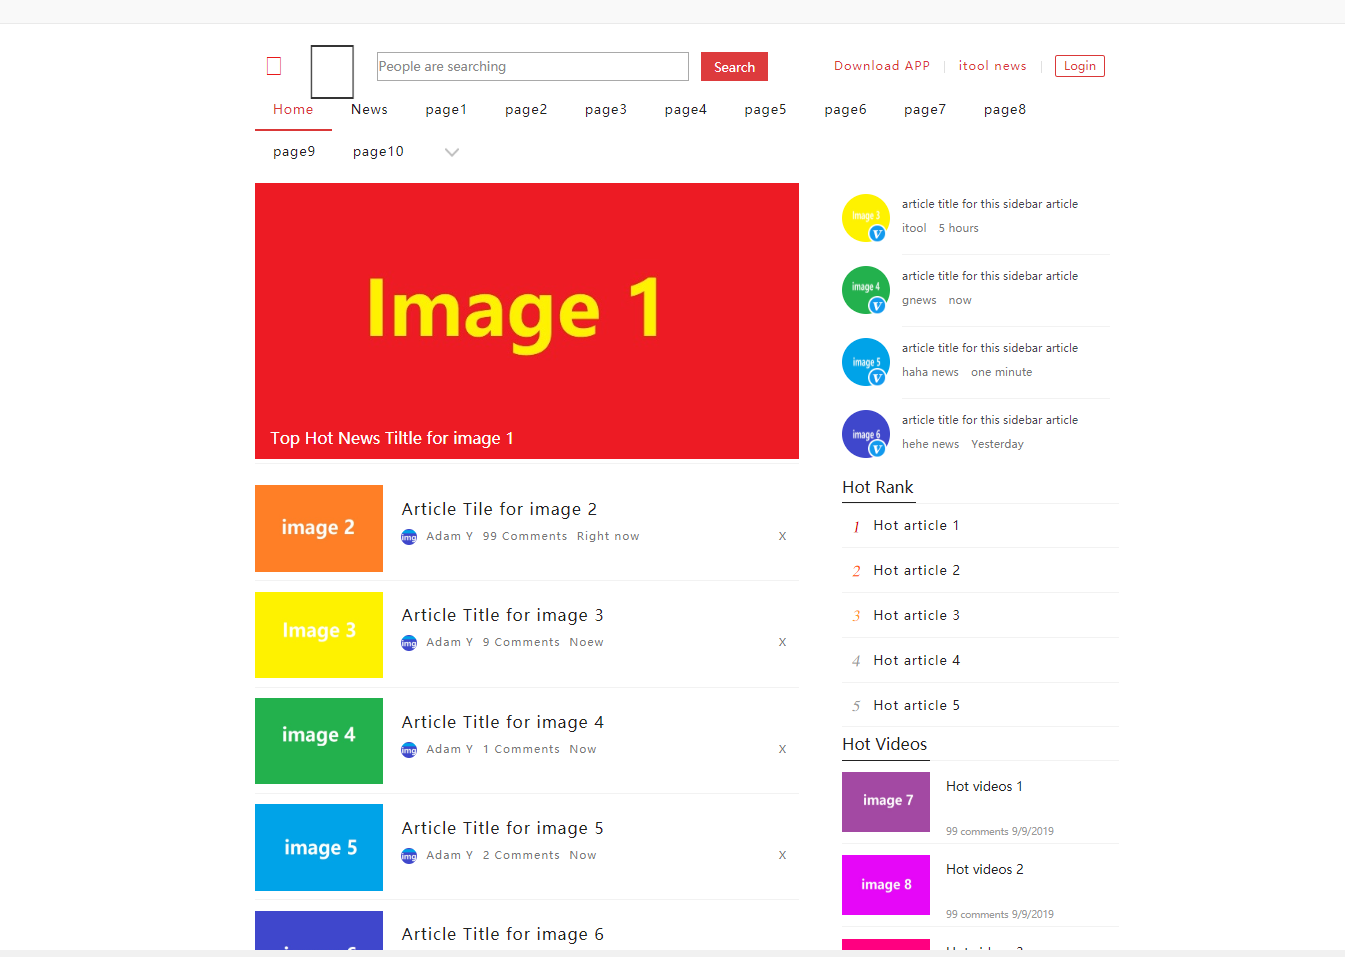 People are searching
Search
Download APP
itool news
Login
Home News page1 page2 page3 page4 page5 page6 page7 page8
page9 page10
Image 1
Top Hot News Tiltle for image 1
image 2
Article Tile for image 2
img Adam Y 99 Comments Right now X
Image 3
Article Title for image 3
img Adam Y 9 Comments Noew X
image 4
Article Title for image 4
img Adam Y 1 Comments Now X
image 5
Article Title for image 5
img Adam Y 2 Comments Now X
Article Title for image 6
Image 3
V
article title for this sidebar article
itool 5 hours
image 4
V
article title for this sidebar article
gnews now
image 5
V
article title for this sidebar article
haha news one minute
image 6
V
article title for this sidebar article
hehe news Yesterday
Hot Rank
1 Hot article 1
2 Hot article 2
3 Hot article 3
4 Hot article 4
5 Hot article 5
Hot Videos
image 7
Hot videos 1
99 comments 9/9/2019
image 8
Hot videos 2
99 comments 9/9/2019